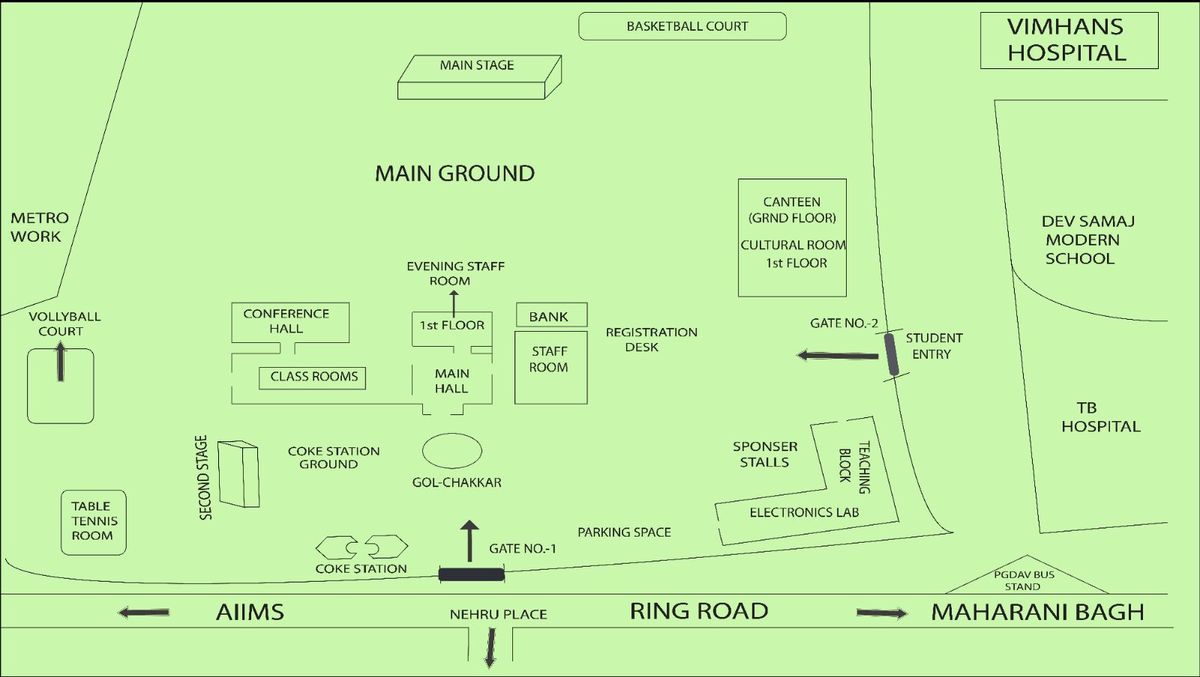 BASKETBALL COURT
VIMHANS
HOSPITAL
MAIN STAGE
MAIN GROUND
METRO
WORK
CANTEEN
(GRND FLOOR)
CULTURAL ROOM
1st FLOOR
DEV SAMAJ
MODERN
SCHOOL
EVENING STAFF
ROOM
VOLLYBALL
COURT
CONFERENCE
HALL
1st FLOOR
BANK
REGISTRATION
DESK
GATE NO.-2
STUDENT
ENTRY
STAFF
ROOM
CLASS ROOMS
MAIN
HALL
TB
HOSPITAL
SECOND STAGE
COKE STATION
GROUND
GOL-CHAKKAR
SPONSER
STALLS
TEACHING
BLOCK
ELECTRONICS LAB
TABLE
TENNIS
ROOM
PARKING SPACE
GATE NO.-1
COKE STATION
PGDAV BUS
STAND
AIIMS
NEHRU PLACE
RING ROAD
MAHARANI BAGH